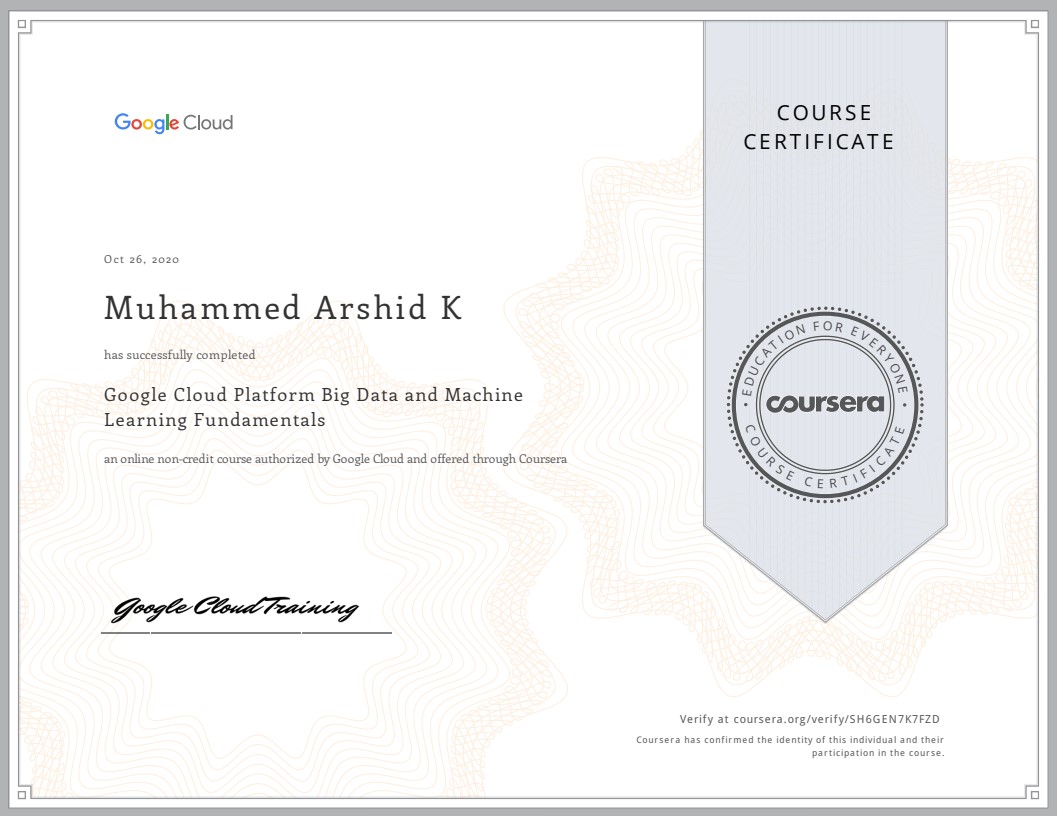 Google Cloud
COURSE
CERTIFICATE
Oct 26, 2020
Muhammed Arshid K
has successfully completed
Google Cloud Platform Big Data and Machine
Learning Fundamentals
an online non-credit course authorized by Google Cloud and offered through Coursera
EDUCATION FOR EVERYONE
coursera
COURSE CERTIFICATE
Google Cloud Training
Verify at coursera.org/verify/SH6GEN7K7FZD
Coursera has confirmed the identity of this individual and their
participation in the course.